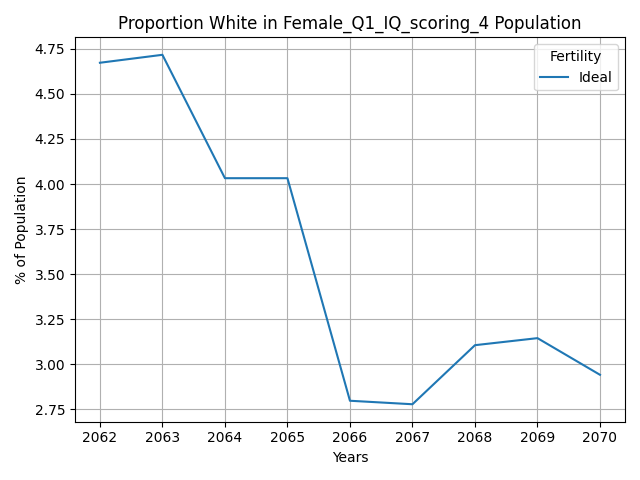 Proportion White in Female_Q1_IQ_scoring_4 Population
Fertility
Ideal
% of Population
4.75
4.50
4.25
4.00
3.75
3.50
3.25
3.00
2.75
2062 2063 2064 2065 2066 2067 2068 2069 2070
Years